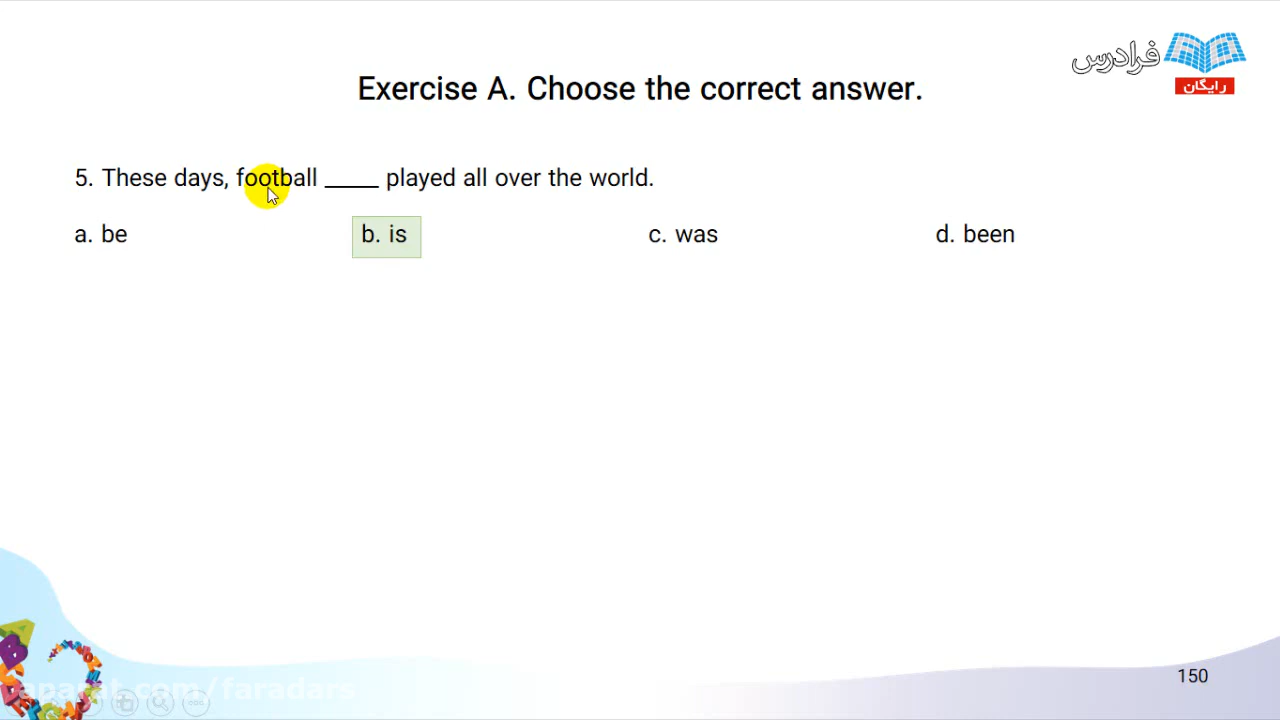 فرادرس
رایگان
Exercise A. Choose the correct answer.
5. These days, football _____ played all over the world.
a. be b. is c. was d. been
150
aparat.com/faradars